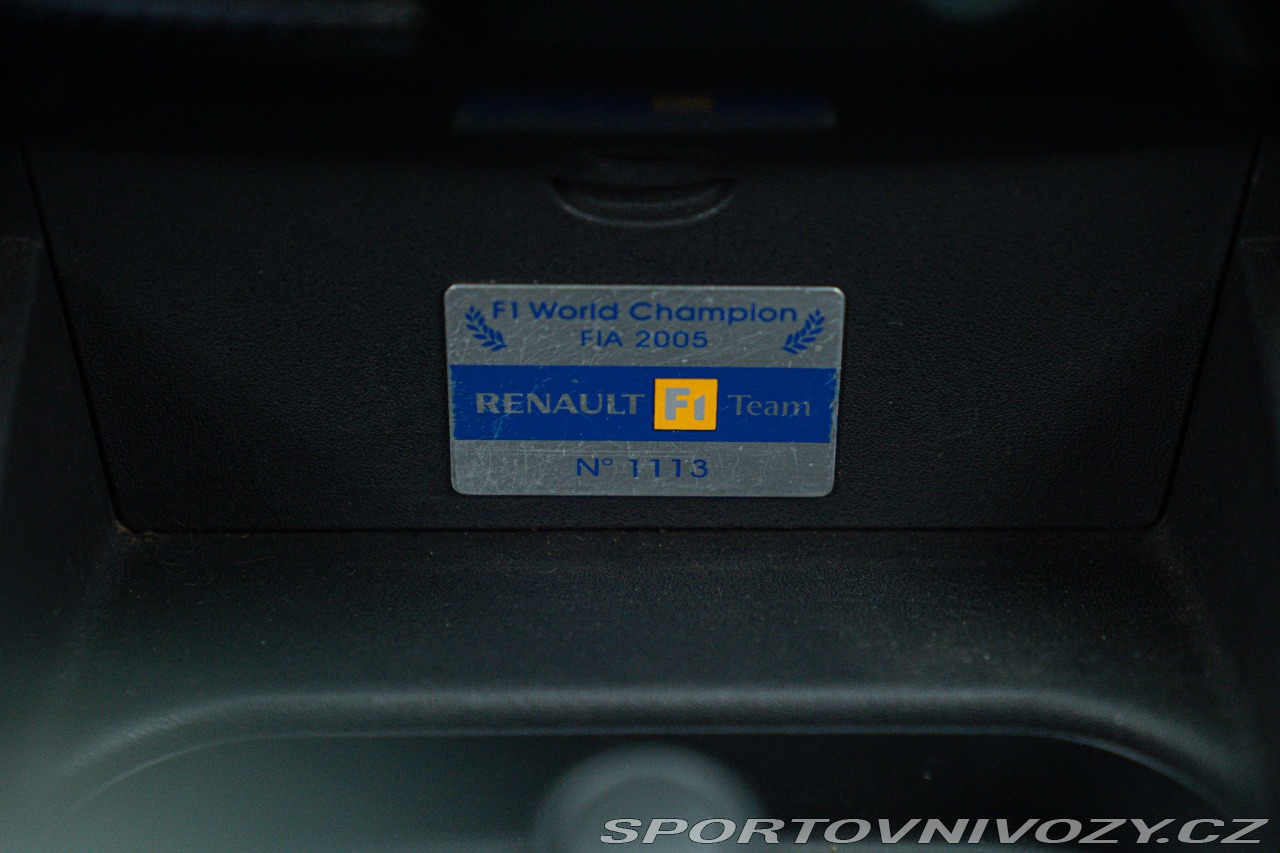 F1 World Champion
FIA 2005
RENAULT F1 Team
N° 1113
SPORTOVNIVOZY.CZ